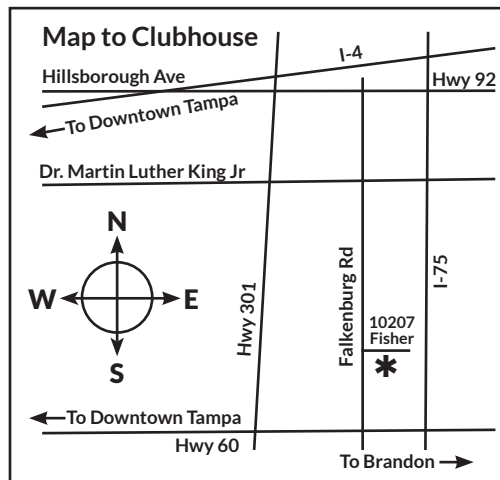 Map to Clubhouse
I-4
Hillsborough Ave
Hwy 92
To Downtown Tampa
Dr. Martin Luther King Jr
N
W
E
S
Hwy 301
Falkenburg Rd
I-75
10207
Fisher
*
To Downtown Tampa
Hwy 60
To Brandon